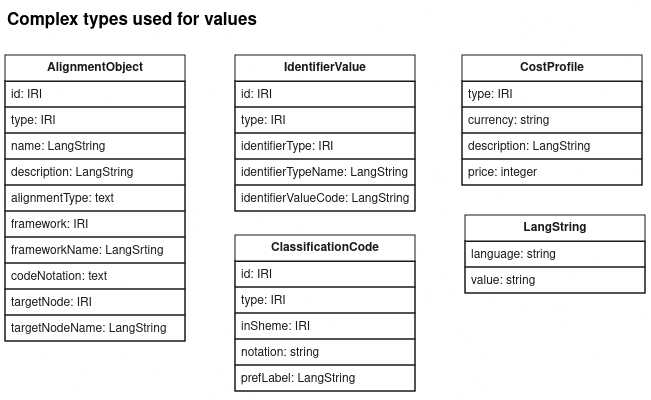 Complex types used for values
AlignmentObject
id: IRI
type: IRI
name: LangString
description: LangString
alignmentType: text
framework: IRI
frameworkName: LangSrting
codeNotation: text
targetNode: IRI
targetNodeName: LangString
IdentifierValue
id: IRI
type: IRI
identifierType: IRI
identifierTypeName: LangString
identifierValueCode: LangString
ClassificationCode
id: IRI
type: IRI
inSheme: IRI
notation: string
prefLabel: LangString
CostProfile
type: IRI
currency: string
description: LangString
price: integer
LangString
language: string
value: string